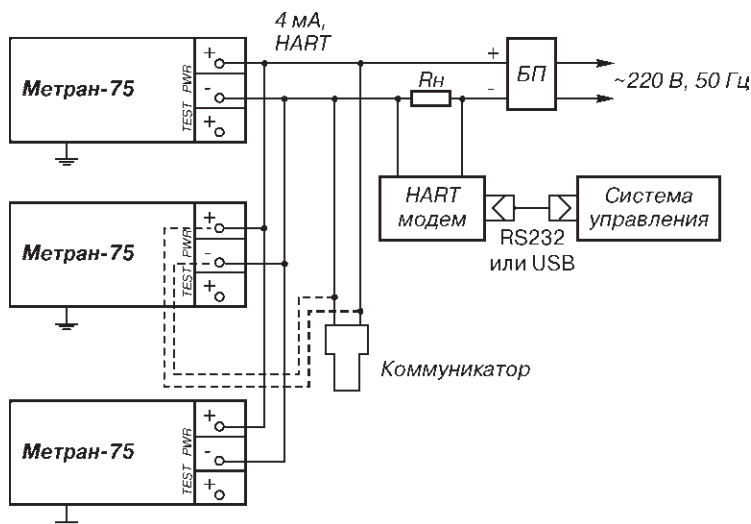 4 мА,
HART
+
Метран-75
TEST PWR
-
+
+
-
Rн
БП
~220 В, 50 Гц
HART
модем
RS232
или USB
Система
управления
+
Метран-75
TEST PWR
-
+
Коммуникатор
+
Метран-75
TEST PWR
-
+